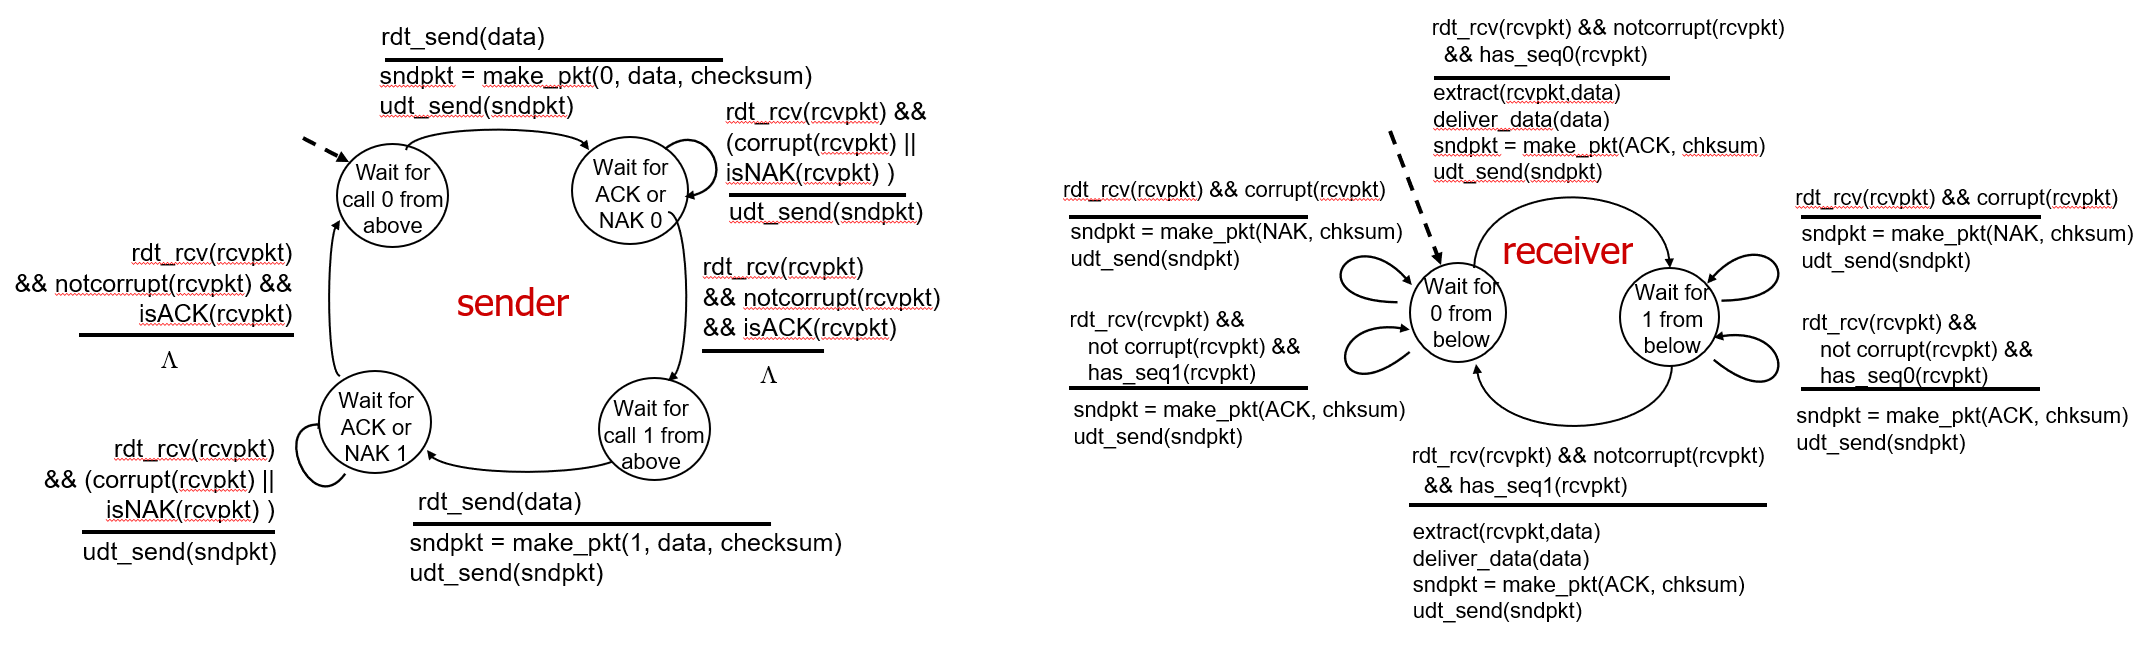 rdt_send(data)
sndpkt = make_pkt(0, data, checksum)
udt_send(sndpkt)
rdt_rcv(rcvpkt) &&
(corrupt(rcvpkt) ||
isNAK(rcvpkt) )
udt_send(sndpkt)
Wait for
call 0 from
above
Wait for
ACK or
NAK 0
rdt_rcv(rcvpkt)
&& notcorrupt(rcvpkt) &&
isACK(rcvpkt)
Λ
sender
rdt_rcv(rcvpkt)
&& notcorrupt(rcvpkt)
&& isACK(rcvpkt)
Λ
Wait for
ACK or
NAK 1
Wait for
call 1 from
above
rdt_rcv(rcvpkt)
&& (corrupt(rcvpkt) ||
isNAK(rcvpkt) )
udt_send(sndpkt)
rdt_send(data)
sndpkt = make_pkt(1, data, checksum)
udt_send(sndpkt)
rdt_rcv(rcvpkt) && notcorrupt(rcvpkt)
&& has_seq0(rcvpkt)
extract(rcvpkt,data)
deliver_data(data)
sndpkt = make_pkt(ACK, chksum)
udt_send(sndpkt)
rdt_rcv(rcvpkt) && corrupt(rcvpkt)
sndpkt = make_pkt(NAK, chksum)
udt_send(sndpkt)
rdt_rcv(rcvpkt) &&
not corrupt(rcvpkt) &&
has_seq1(rcvpkt)
sndpkt = make_pkt(ACK, chksum)
udt_send(sndpkt)
receiver
Wait for
0 from
below
Wait for
1 from
below
rdt_rcv(rcvpkt) && corrupt(rcvpkt)
sndpkt = make_pkt(NAK, chksum)
udt_send(sndpkt)
rdt_rcv(rcvpkt) &&
not corrupt(rcvpkt) &&
has_seq0(rcvpkt)
sndpkt = make_pkt(ACK, chksum)
udt_send(sndpkt)
rdt_rcv(rcvpkt) && notcorrupt(rcvpkt)
&& has_seq1(rcvpkt)
extract(rcvpkt,data)
deliver_data(data)
sndpkt = make_pkt(ACK, chksum)
udt_send(sndpkt)